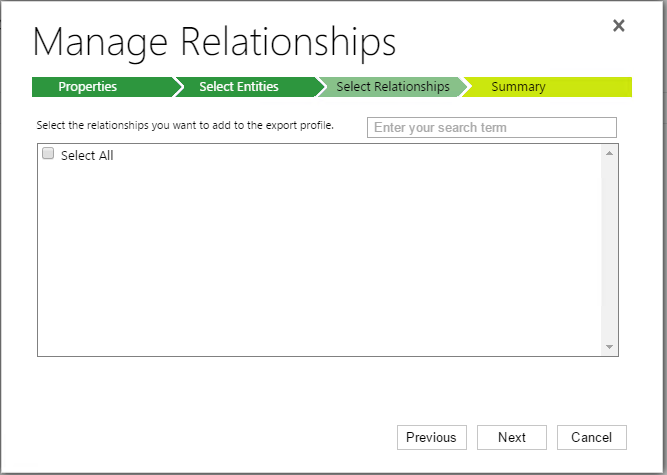 Manage Relationships
Properties Select Entities Select Relationships Summary
Select the relationships you want to add to the export profile. Enter your search term
Select All
Previous Next Cancel